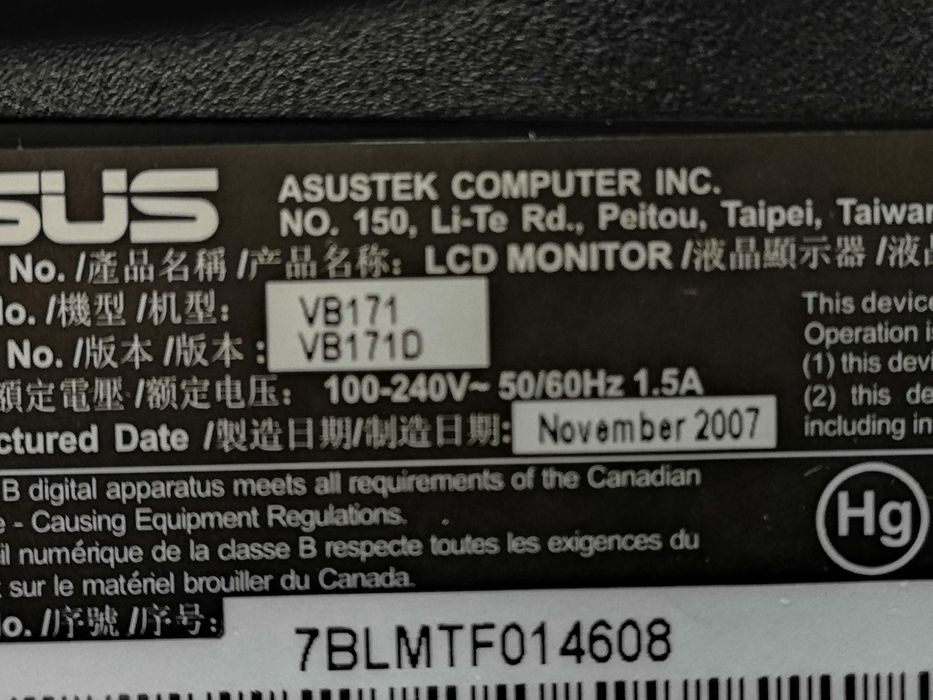 ASUS
ASUSTEK COMPUTER INC.
NO. 150, Li-Te Rd., Peitou, Taipei, Taiwan
No. /產品名稱 /产品名称: LCD MONITOR /液晶顯示器 /液晶
No. /機型 /机型: VB171
No. /版本 /版本 : VB171D
額定電壓 /额定电压: 100-240V~ 50/60Hz 1.5A
ctured Date /製造日期/制造日期: November 2007
This device
Operation is
(1) this devi
(2) this de
including in
B digital apparatus meets all requirements of the Canadian
e - Causing Equipment Regulations.
il numérique de la classe B respecte toutes les exigences du
sur le matériel brouiller du Canada.
Hg
No. /序號 /序号:
7BLMTF014608